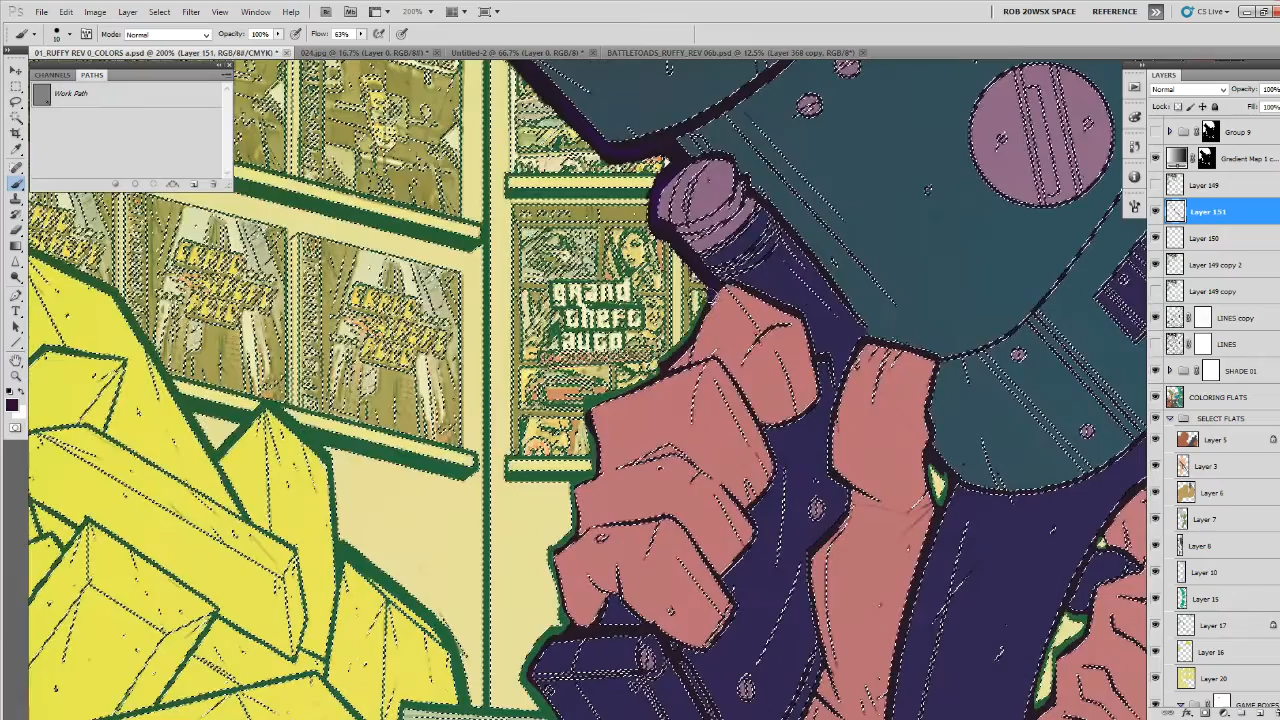 Ps File Edit Image Layer Select Filter View Window Help Br Mb 200% ROB 20WSX SPACE REFERENCE CS Live
10 Mode: Normal Opacity: 100% Flow: 63%
01_RUFFY REV 0_COLORS a.psd @ 200% (Layer 151, RGB/8#/CMYK) * 024.jpg @ 16.7% (Layer 0, RGB/8#) * Untitled-2 @ 66.7% (Layer 0, RGB/8) * BATTLETOADS_RUFFY_REV 06b.psd @ 12.5% (Layer 368 copy, RGB/8*)
CHANNELS PATHS
Work Path
LAYERS
Normal Opacity: 100%
Lock: Fill: 100%
Group 9
Gradient Map 1 c...
Layer 149
Layer 151
Layer 150
Layer 149 copy 2
Layer 149 copy
LINES copy
LINES
SHADE 01
COLORING FLATS
SELECT FLATS
Layer 5
Layer 3
Layer 6
Layer 7
Layer 8
Layer 10
Layer 15
Layer 17
Layer 16
Layer 20
GAME BOXES
grand
theft
auto